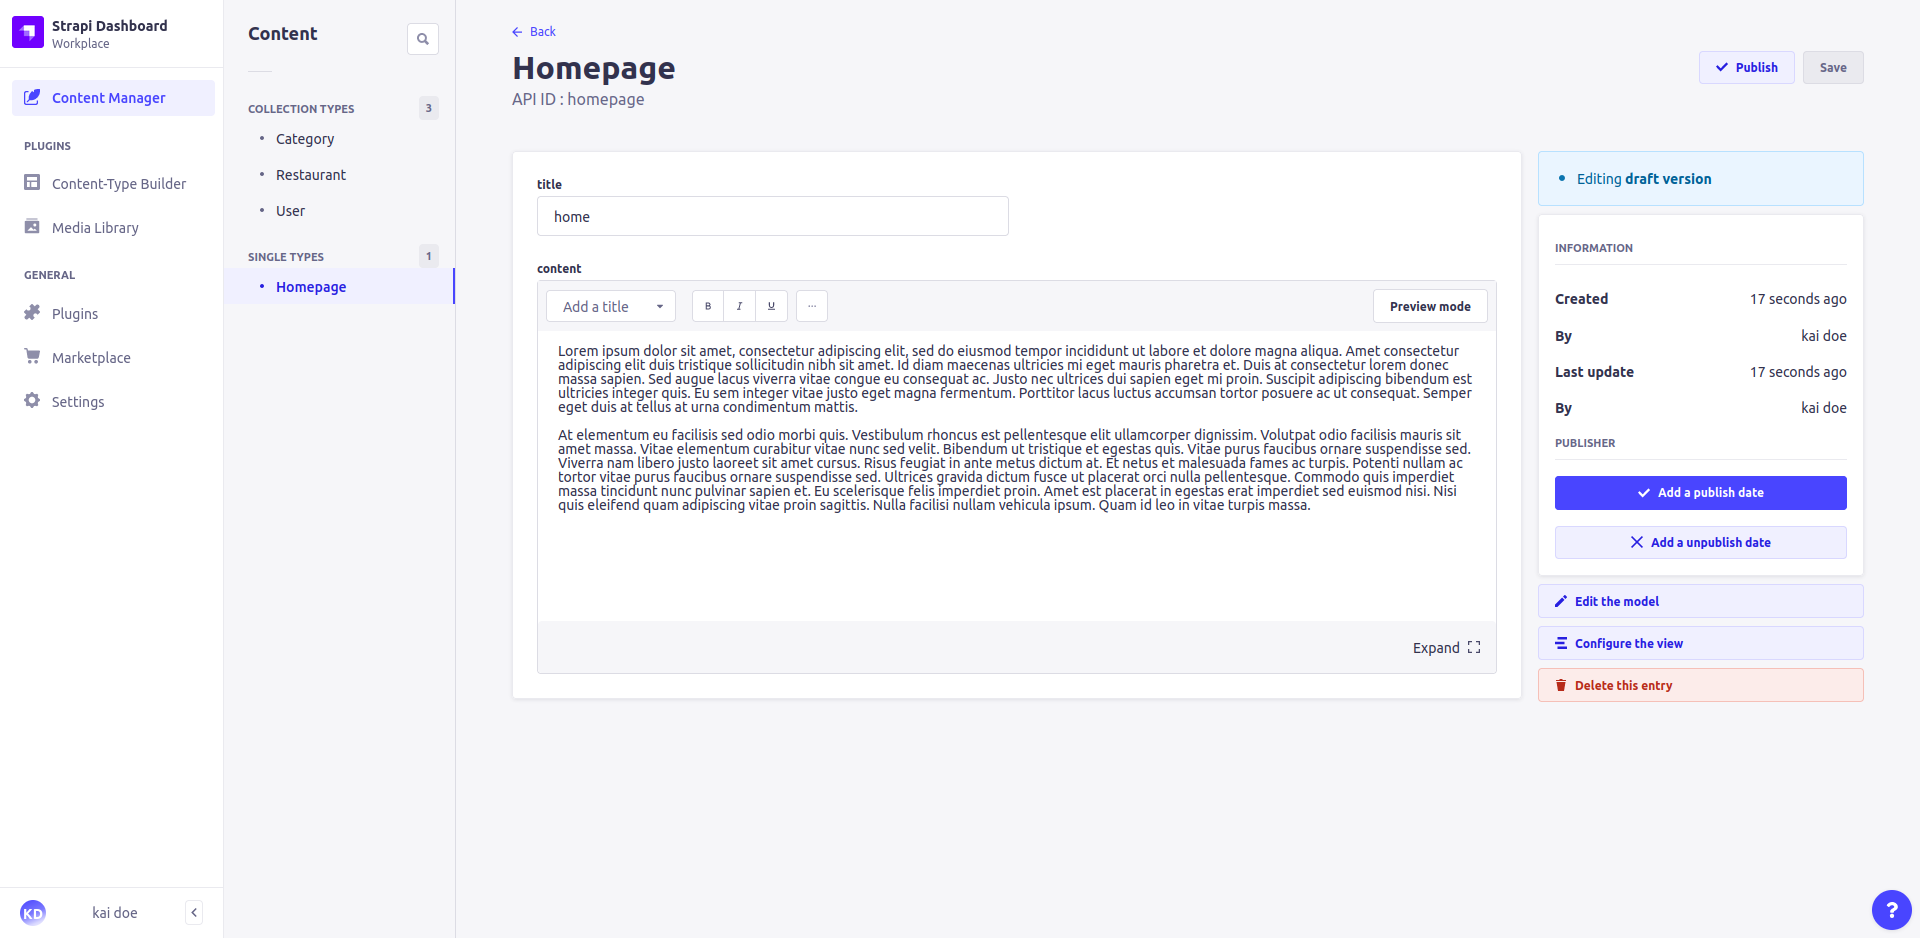 Strapi Dashboard
Workplace
Content Manager
PLUGINS
Content-Type Builder
Media Library
GENERAL
Plugins
Marketplace
Settings
KD
kai doe
Content
COLLECTION TYPES 3
Category
Restaurant
User
SINGLE TYPES 1
Homepage
Back
Homepage
API ID : homepage
Publish
Save
title
home
content
Add a title
B I U ...
Preview mode
Lorem ipsum dolor sit amet, consectetur adipiscing elit, sed do eiusmod tempor incididunt ut labore et dolore magna aliqua. Amet consectetur
adipiscing elit duis tristique sollicitudin nibh sit amet. Id diam maecenas ultricies mi eget mauris pharetra et. Duis at consectetur lorem donec
massa sapien. Sed augue lacus viverra vitae congue eu consequat ac. Justo nec ultrices dui sapien eget mi proin. Suscipit adipiscing bibendum est
ultricies integer quis. Eu sem integer vitae justo eget magna fermentum. Porttitor lacus luctus accumsan tortor posuere ac ut consequat. Semper
eget duis at tellus at urna condimentum mattis.
At elementum eu facilisis sed odio morbi quis. Vestibulum rhoncus est pellentesque elit ullamcorper dignissim. Volutpat odio facilisis mauris sit
amet massa. Vitae elementum curabitur vitae nunc sed velit. Bibendum ut tristique et egestas quis. Vitae purus faucibus ornare suspendisse sed.
Viverra nam libero justo laoreet sit amet cursus. Risus feugiat in ante metus dictum at. Et netus et malesuada fames ac turpis. Potenti nullam ac
tortor vitae purus faucibus ornare suspendisse sed. Ultrices gravida dictum fusce ut placerat orci nulla pellentesque. Commodo quis imperdiet
massa tincidunt nunc pulvinar sapien et. Eu scelerisque felis imperdiet proin. Amet est placerat in egestas erat imperdiet sed euismod nisi. Nisi
quis eleifend quam adipiscing vitae proin sagittis. Nulla facilisi nullam vehicula ipsum. Quam id leo in vitae turpis massa.
Expand
Editing draft version
INFORMATION
Created 17 seconds ago
By kai doe
Last update 17 seconds ago
By kai doe
PUBLISHER
Add a publish date
Add a unpublish date
Edit the model
Configure the view
Delete this entry
?